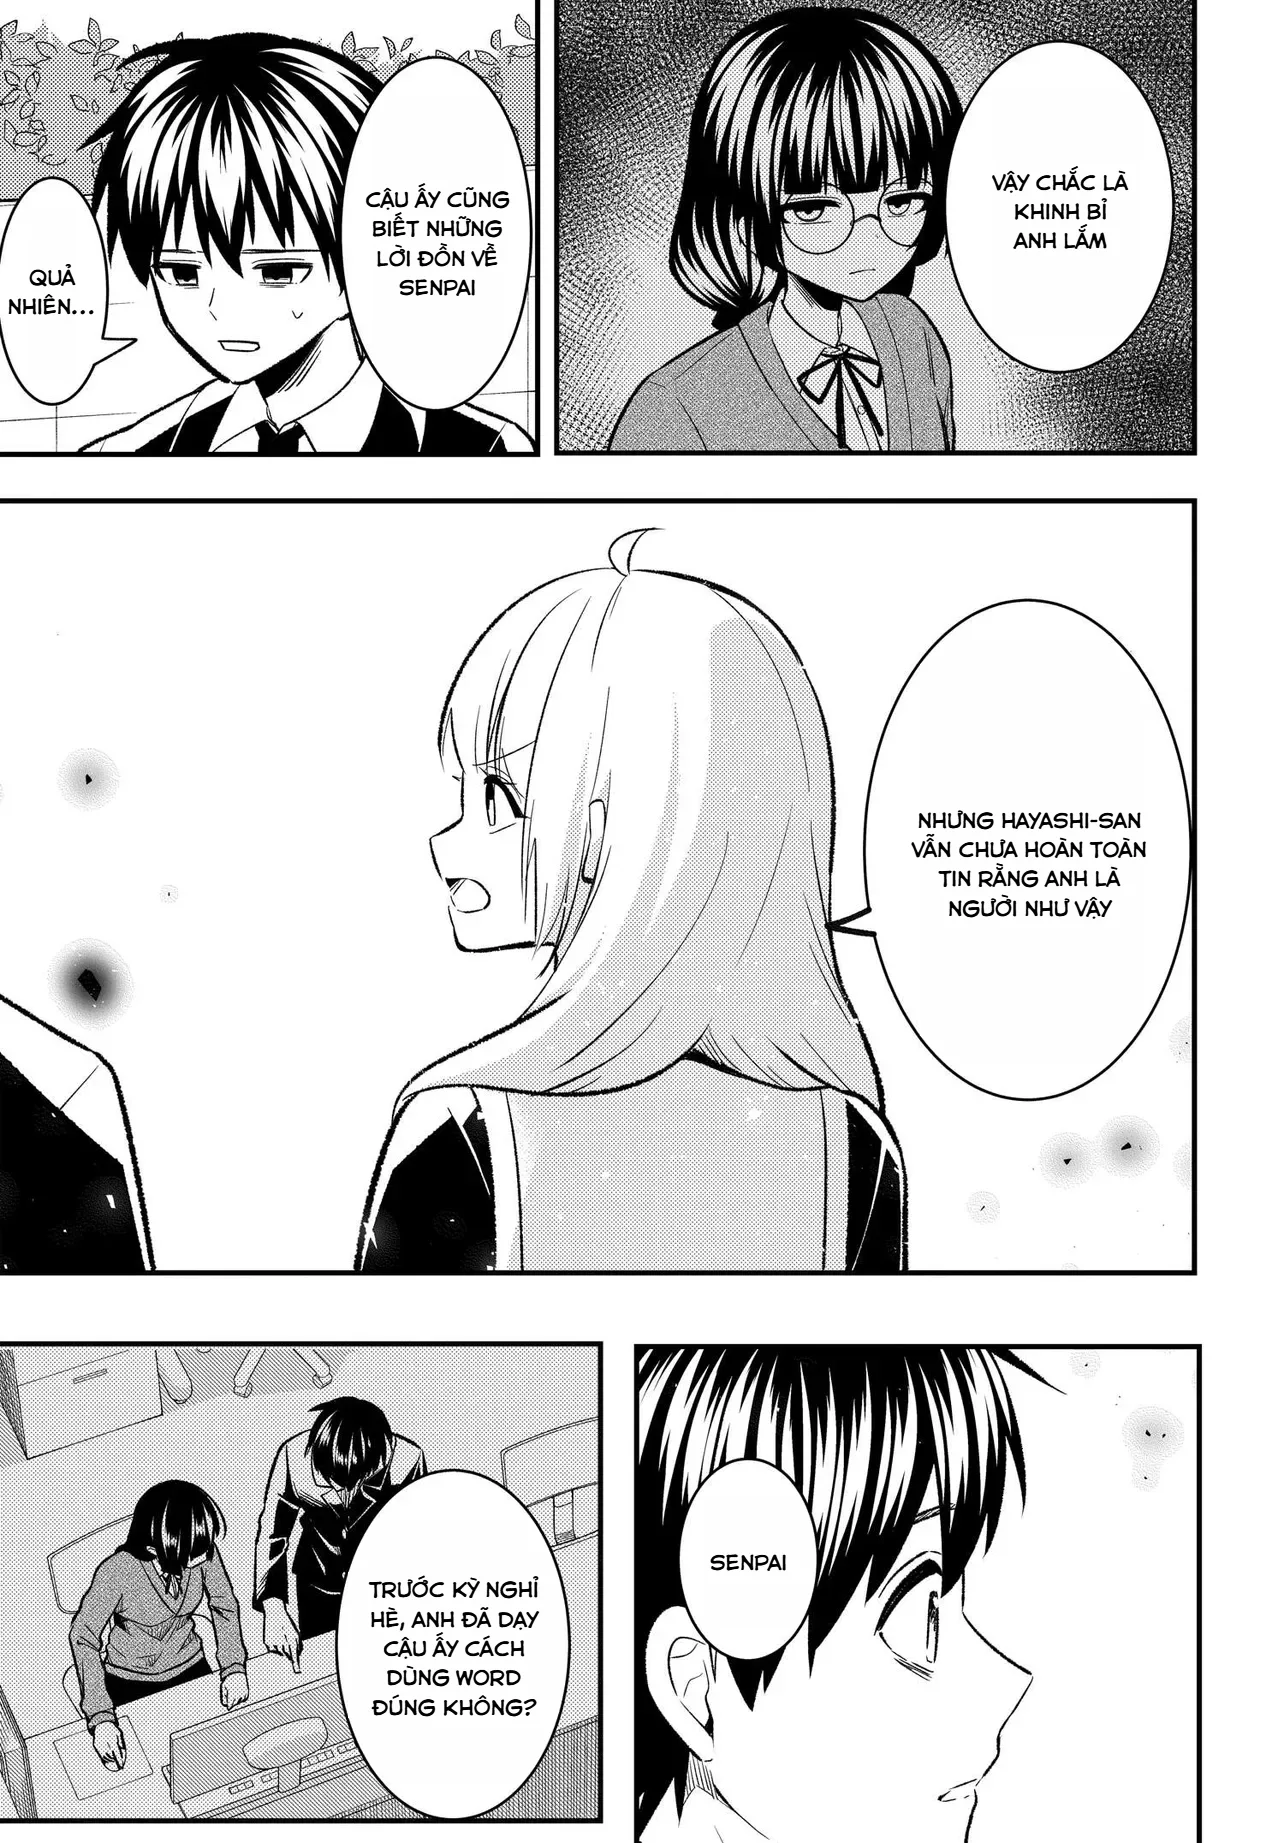 VẬY CHẮC LÀ
KHINH BỈ
ANH LẮM
CẬU ẤY CŨNG
BIẾT NHỮNG
LỜI ĐỒN VỀ
SENPAI
QUẢ
NHIÊN...
NHƯNG HAYASHI-SAN
VẪN CHƯA HOÀN TOÀN
TIN RẰNG ANH LÀ
NGƯỜI NHƯ VẬY
SENPAI
TRƯỚC KỲ NGHỈ
HÈ, ANH ĐÃ DẠY
CẬU ẤY CÁCH
DÙNG WORD
ĐÚNG KHÔNG?